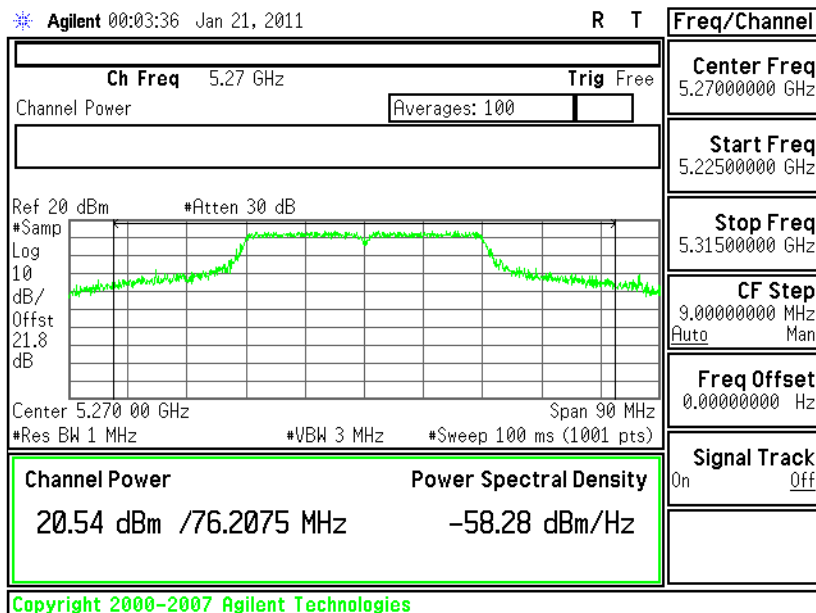 Agilent 00:03:36 Jan 21, 2011 R T
Freq/Channel
Ch Freq 5.27 GHz Trig Free
Channel Power Averages: 100
Ref 20 dBm #Atten 30 dB
#Samp
Log
10
dB/
Offst
21.8
dB
Center 5.270 00 GHz Span 90 MHz
#Res BW 1 MHz #VBW 3 MHz #Sweep 100 ms (1001 pts)
Channel Power Power Spectral Density
20.54 dBm /76.2075 MHz -58.28 dBm/Hz
Center Freq
5.27000000 GHz
Start Freq
5.22500000 GHz
Stop Freq
5.31500000 GHz
CF Step
9.00000000 MHz
Auto Man
Freq Offset
0.00000000 Hz
Signal Track
On Off
Copyright 2000-2007 Agilent Technologies